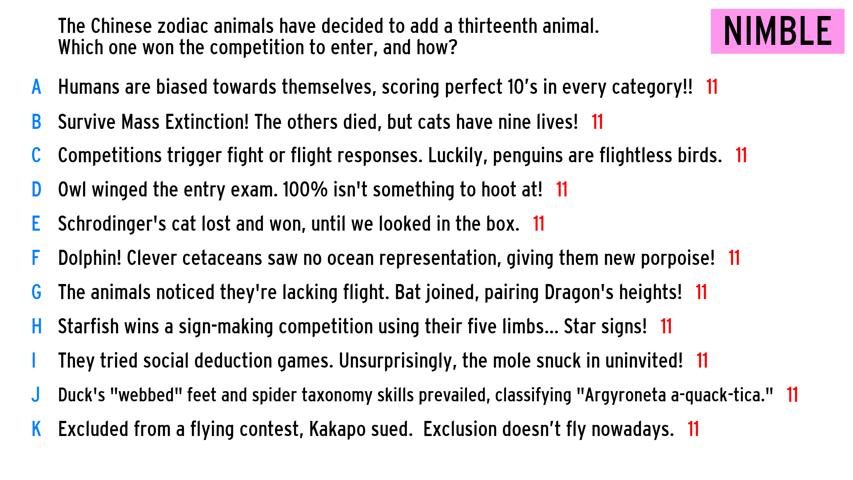 The Chinese zodiac animals have decided to add a thirteenth animal.
Which one won the competition to enter, and how?
NIMBLE
A Humans are biased towards themselves, scoring perfect 10's in every category!! 11
B Survive Mass Extinction! The others died, but cats have nine lives! 11
C Competitions trigger fight or flight responses. Luckily, penguins are flightless birds. 11
D Owl winged the entry exam. 100% isn't something to hoot at! 11
E Schrodinger's cat lost and won, until we looked in the box. 11
F Dolphin! Clever cetaceans saw no ocean representation, giving them new porpoise! 11
G The animals noticed they're lacking flight. Bat joined, pairing Dragon's heights! 11
H Starfish wins a sign-making competition using their five limbs... Star signs! 11
I They tried social deduction games. Unsurprisingly, the mole snuck in uninvited! 11
J Duck's "webbed" feet and spider taxonomy skills prevailed, classifying "Argyroneta a-quack-tica." 11
K Excluded from a flying contest, Kakapo sued. Exclusion doesn't fly nowadays. 11